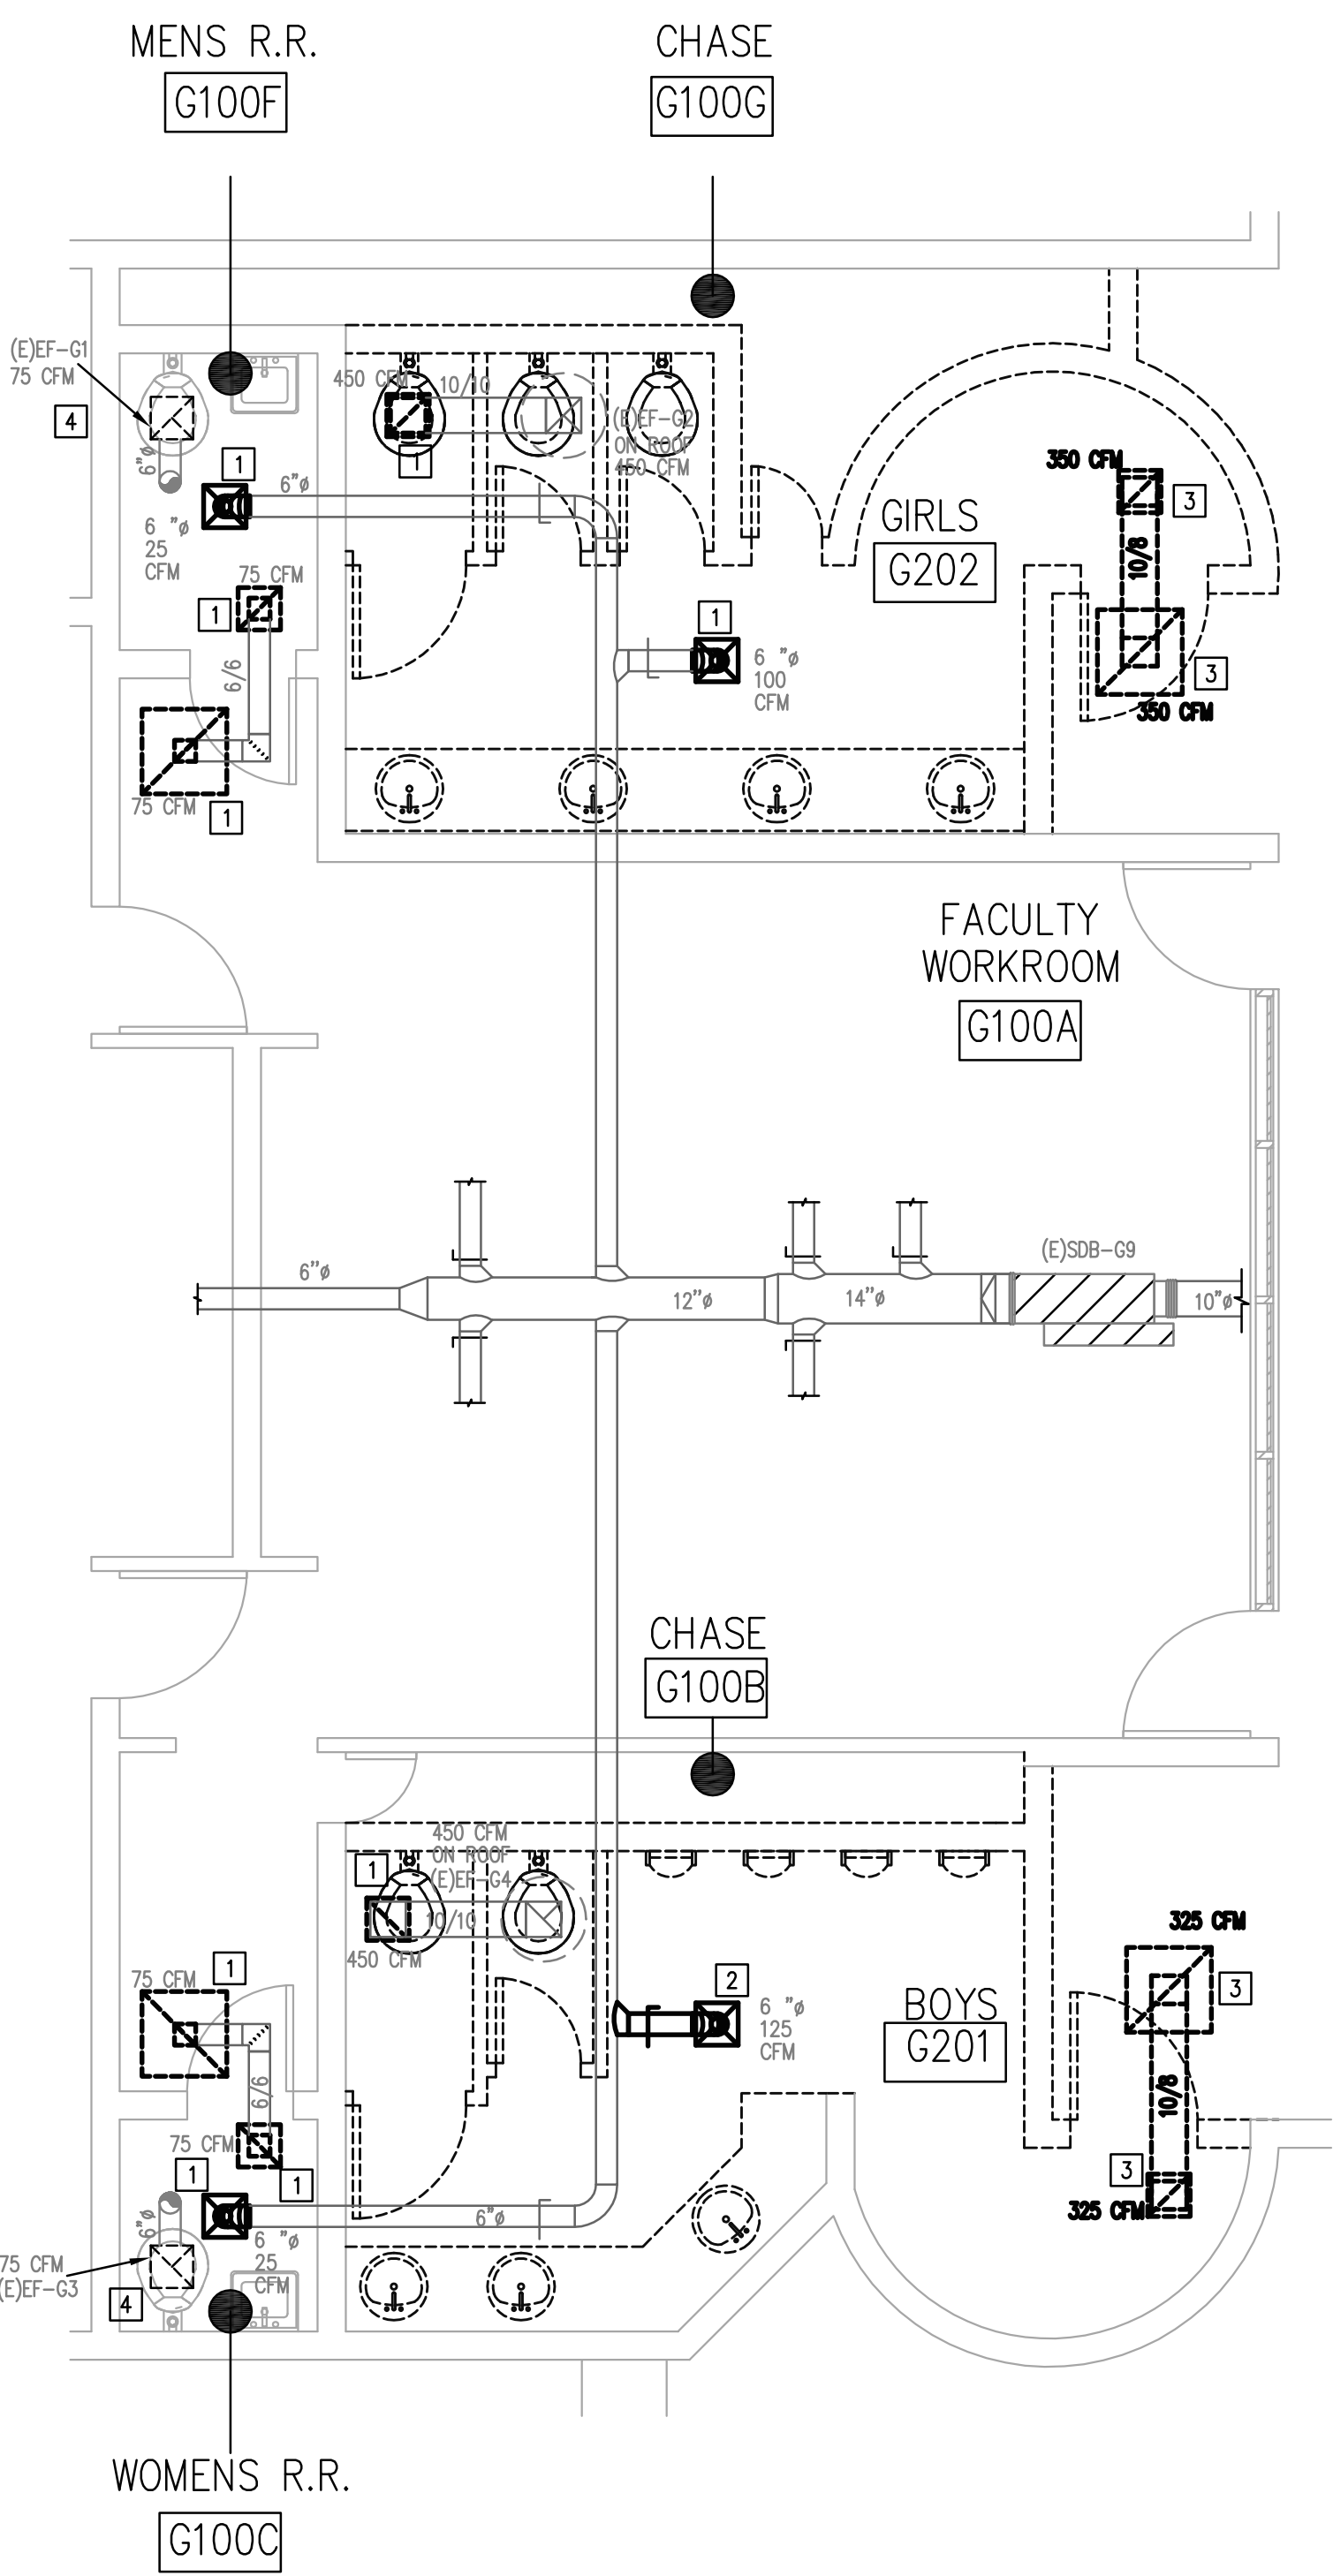 MENS R.R.
G100F
CHASE
G100G
(E)EF-G1
75 CFM
4
6"ø
1
6 "ø
25
CFM
6"ø
450 CFM
10/10
1
(E)EF-G2
ON ROOF
450 CFM
GIRLS
G202
350 CFM
3
10/8
3
350 CFM
75 CFM
1
6/6
75 CFM
1
1
6 "ø
100
CFM
FACULTY
WORKROOM
G100A
6"ø
12"ø
14"ø
(E)SDB-G9
10"ø
CHASE
G100B
450 CFM
ON ROOF
(E)EF-G4
1
10/10
450 CFM
75 CFM
1
6/6
75 CFM
1
1
2
6 "ø
125
CFM
BOYS
G201
325 CFM
3
10/8
3
325 CFM
6"ø
6"ø
6 "ø
25
CFM
75 CFM
(E)EF-G3
4
WOMENS R.R.
G100C